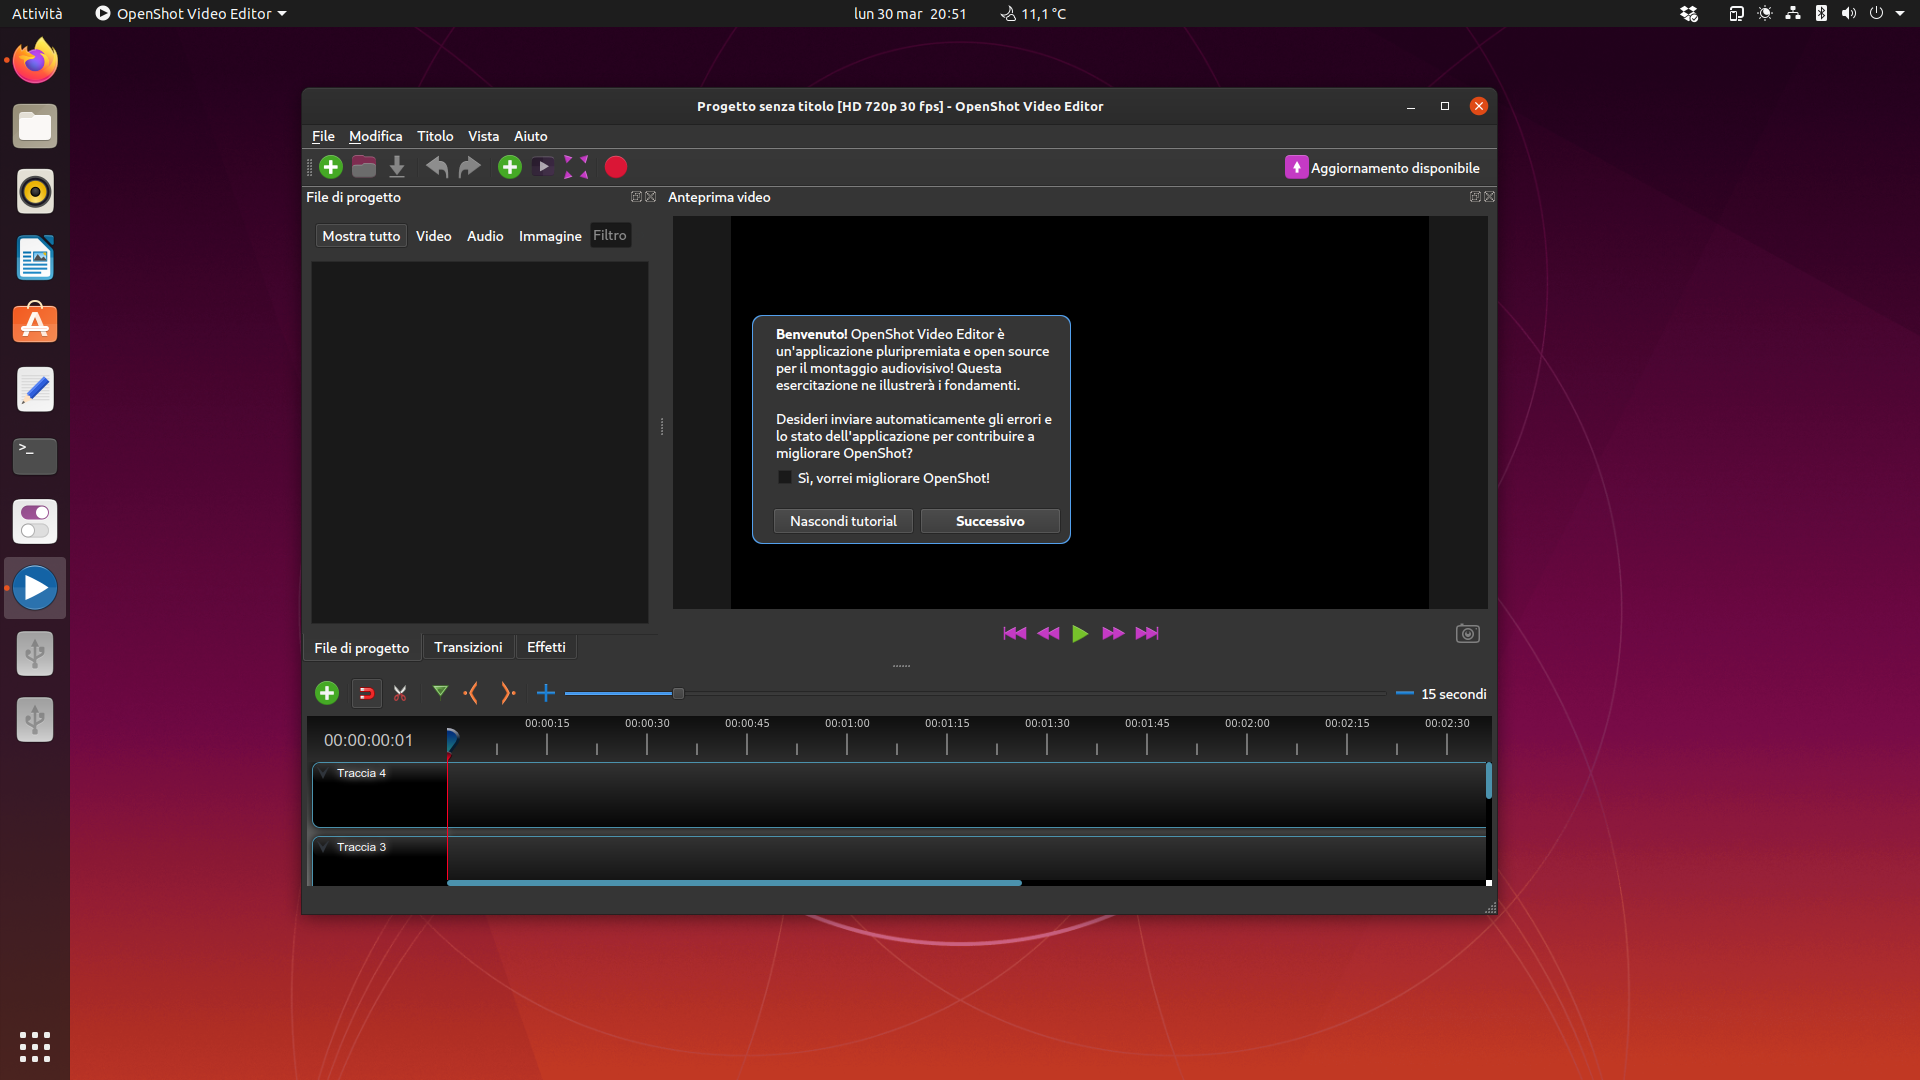 Attività OpenShot Video Editor lun 30 mar 20:51 11,1 °C
Progetto senza titolo [HD 720p 30 fps] - OpenShot Video Editor
File Modifica Titolo Vista Aiuto
Aggiornamento disponibile
File di progetto
Anteprima video
Mostra tutto Video Audio Immagine Filtro
Benvenuto! OpenShot Video Editor è
un'applicazione pluripremiata e open source
per il montaggio audiovisivo! Questa
esercitazione ne illustrerà i fondamenti.
Desideri inviare automaticamente gli errori e
lo stato dell'applicazione per contribuire a
migliorare OpenShot?
Sì, vorrei migliorare OpenShot!
Nascondi tutorial Successivo
File di progetto Transizioni Effetti
15 secondi
00:00:15 00:00:30 00:00:45 00:01:00 00:01:15 00:01:30 00:01:45 00:02:00 00:02:15 00:02:30
00:00:00:01
Traccia 4
Traccia 3